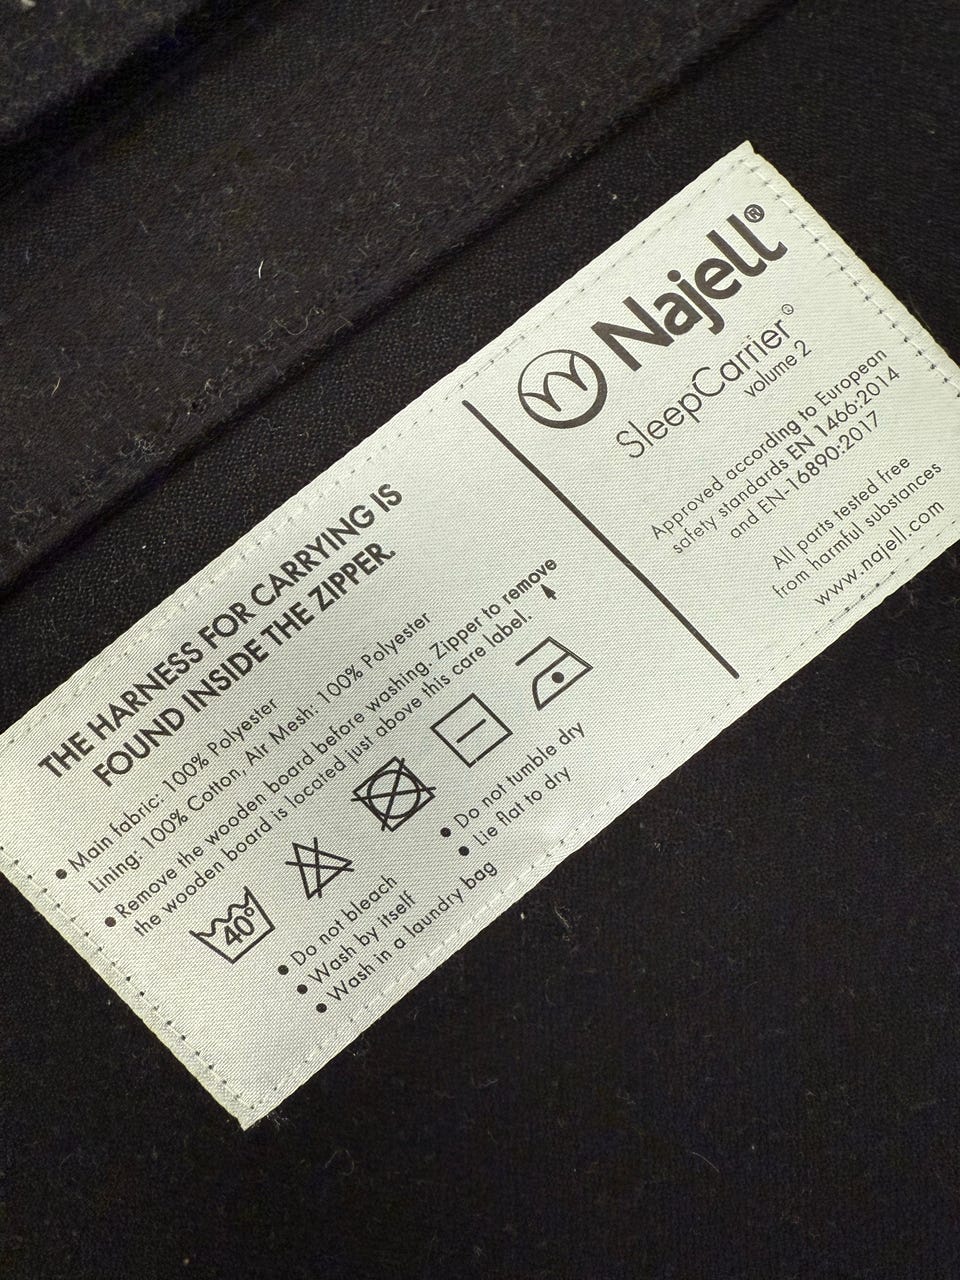 Najell®
SleepCarrier®
volume 2
Approved according to European
safety standards EN 1466:2014
and EN-16890:2017
All parts tested free
from harmful substances
www.najell.com
THE HARNESS FOR CARRYING IS
FOUND INSIDE THE ZIPPER.
• Main fabric: 100% Polyester
Lining: 100% Cotton, Air Mesh: 100% Polyester
• Remove the wooden board before washing. Zipper to remove
the wooden board is located just above this care label.
40°
• Do not bleach
• Wash by itself
• Wash in a laundry bag
• Do not tumble dry
• Lie flat to dry